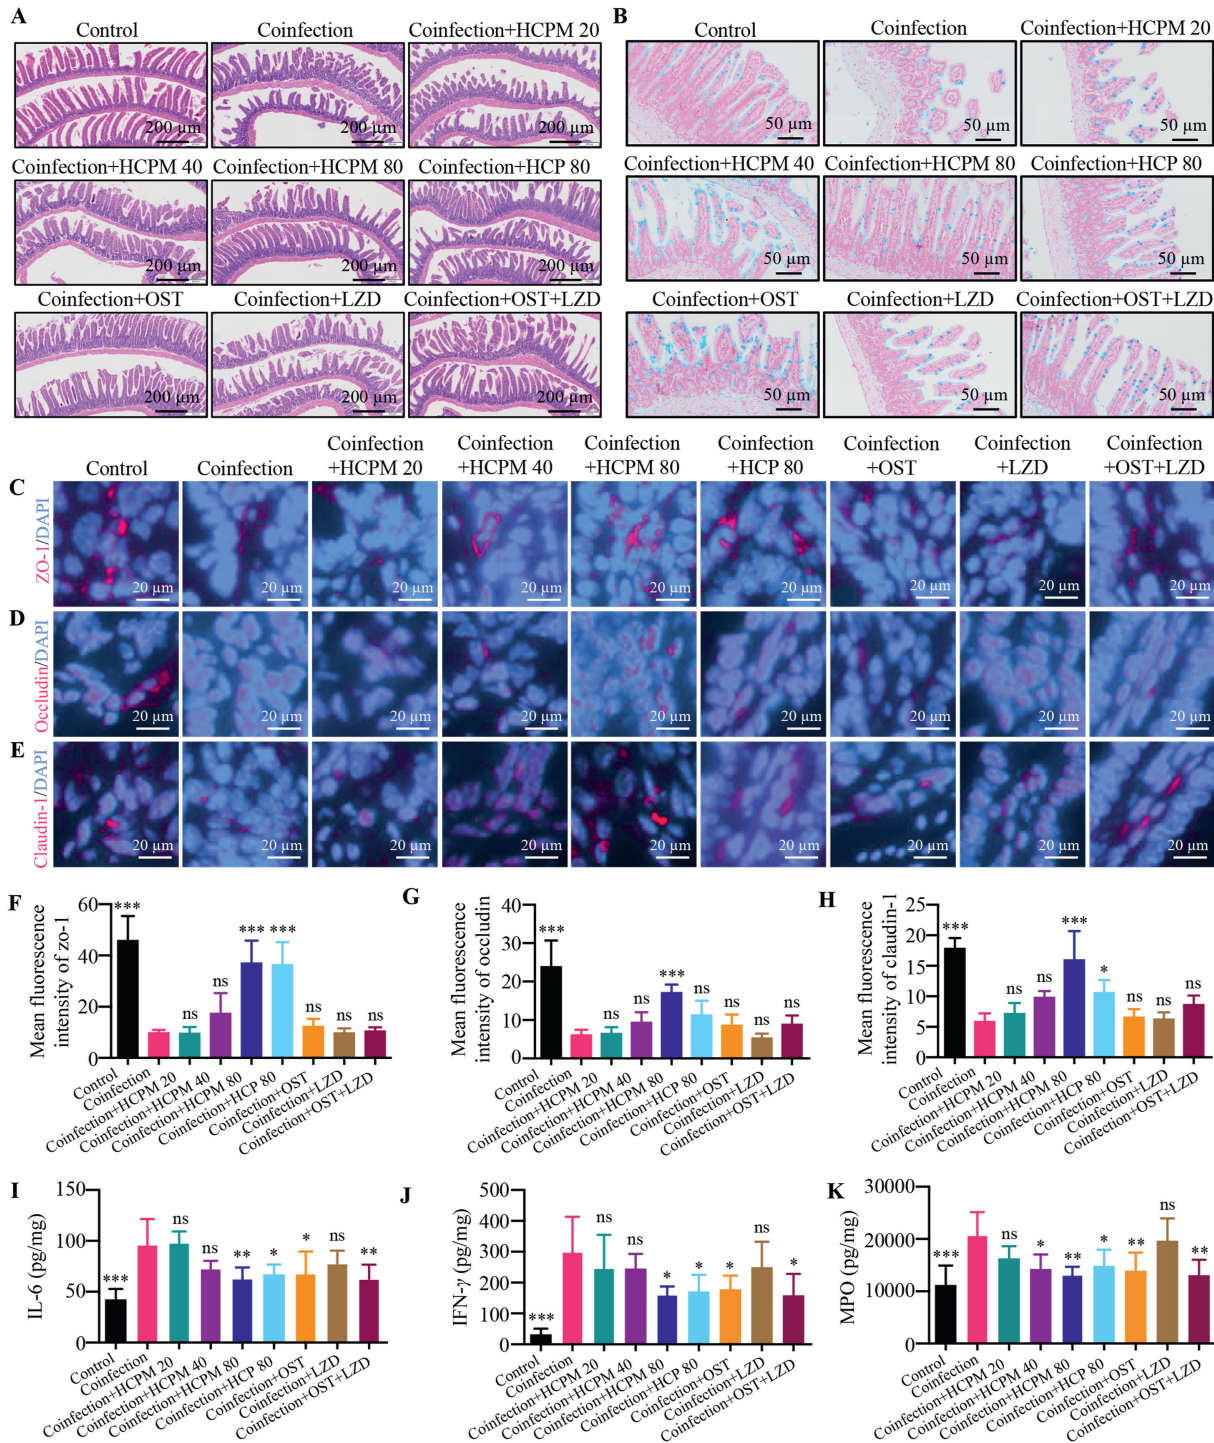 A
Control
Coinfection
Coinfection+HCPM 20
200 µm
200 µm
200 µm
Coinfection+HCPM 40
Coinfection+HCPM 80
Coinfection+HCP 80
200 µm
200 µm
200 µm
Coinfection+OST
Coinfection+LZD
Coinfection+OST+LZD
200 µm
200 µm
200 µm
B
Control
Coinfection
Coinfection+HCPM 20
50 µm
50 µm
50 µm
Coinfection+HCPM 40
Coinfection+HCPM 80
Coinfection+HCP 80
50 µm
50 µm
50 µm
Coinfection+OST
Coinfection+LZD
Coinfection+OST+LZD
50 µm
50 µm
50 µm
Control
Coinfection
Coinfection
+HCPM 20
Coinfection
+HCPM 40
Coinfection
+HCPM 80
Coinfection
+HCP 80
Coinfection
+OST
Coinfection
+LZD
Coinfection
+OST+LZD
C
ZO-1/DAPI
20 µm
20 µm
20 µm
20 µm
20 µm
20 µm
20 µm
20 µm
20 µm
D
Occludin/DAPI
20 µm
20 µm
20 µm
20 µm
20 µm
20 µm
20 µm
20 µm
20 µm
E
Claudin-1/DAPI
20 µm
20 µm
20 µm
20 µm
20 µm
20 µm
20 µm
20 µm
20 µm
F
Mean fluorescence
intensity of zo-1
60
40
20
0
***
ns
ns
***
***
ns
ns
ns
Control
Coinfection
Coinfection+HCPM 20
Coinfection+HCPM 40
Coinfection+HCPM 80
Coinfection+HCP 80
Coinfection+OST
Coinfection+LZD
Coinfection+OST+LZD
G
Mean fluorescence
intensity of occludin
40
30
20
10
0
***
ns
ns
***
ns
ns
ns
ns
Control
Coinfection
Coinfection+HCPM 20
Coinfection+HCPM 40
Coinfection+HCPM 80
Coinfection+HCP 80
Coinfection+OST
Coinfection+LZD
Coinfection+OST+LZD
H
Mean fluorescence
intensity of claudin-1
25
20
15
10
5
0
***
ns
ns
***
*
ns
ns
ns
Control
Coinfection
Coinfection+HCPM 20
Coinfection+HCPM 40
Coinfection+HCPM 80
Coinfection+HCP 80
Coinfection+OST
Coinfection+LZD
Coinfection+OST+LZD
I
IL-6 (pg/mg)
150
100
50
0
***
ns
ns
**
*
*
ns
**
Control
Coinfection
Coinfection+HCPM 20
Coinfection+HCPM 40
Coinfection+HCPM 80
Coinfection+HCP 80
Coinfection+OST
Coinfection+LZD
Coinfection+OST+LZD
J
IFN-γ (pg/mg)
500
400
300
200
100
0
***
ns
ns
*
*
*
ns
*
Control
Coinfection
Coinfection+HCPM 20
Coinfection+HCPM 40
Coinfection+HCPM 80
Coinfection+HCP 80
Coinfection+OST
Coinfection+LZD
Coinfection+OST+LZD
K
MPO (pg/mg)
30000
20000
10000
0
***
ns
*
**
*
**
ns
**
Control
Coinfection
Coinfection+HCPM 20
Coinfection+HCPM 40
Coinfection+HCPM 80
Coinfection+HCP 80
Coinfection+OST
Coinfection+LZD
Coinfection+OST+LZD